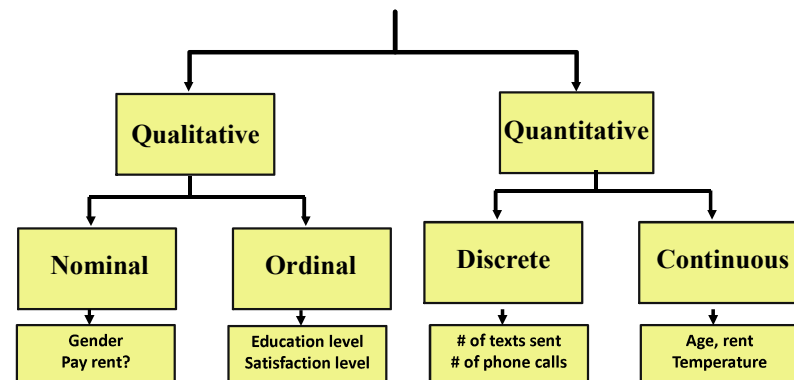 Qualitative
Quantitative
Nominal
Ordinal
Discrete
Continuous
Gender
Pay rent?
Education level
Satisfaction level
# of texts sent
# of phone calls
Age, rent
Temperature